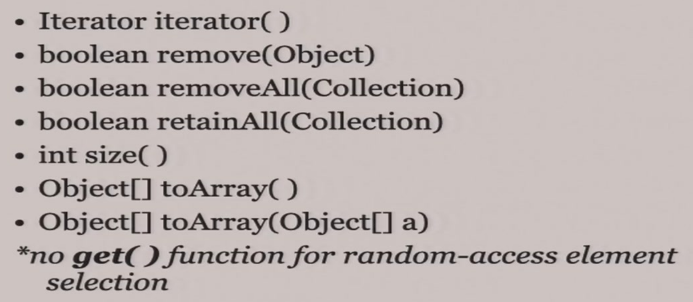 • Iterator iterator( )
• boolean remove(Object)
• boolean removeAll(Collection)
• boolean retainAll(Collection)
• int size( )
• Object[] toArray( )
• Object[] toArray(Object[] a)
*no get( ) function for random-access element
selection